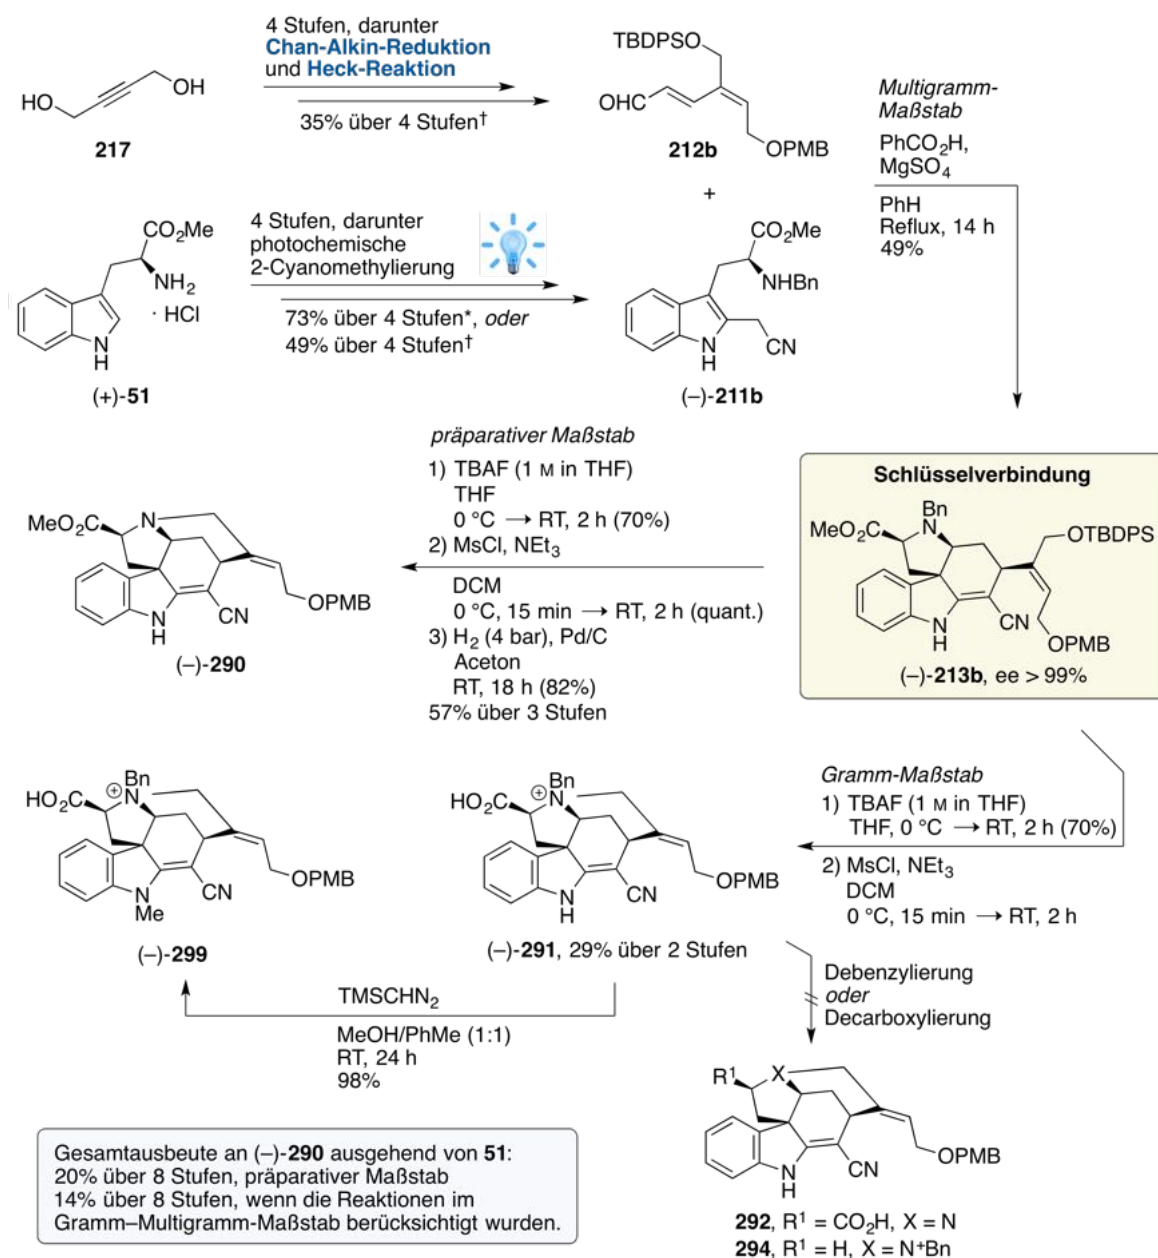 4 Stufen, darunter
Chan-Alkin-Reduktion
und Heck-Reaktion
35% über 4 Stufen†
HO
OH
217
TBDPSO
OHC
OPMB
212b
+
Multigramm-
Maßstab
PhCO₂H,
MgSO₄
PhH
Reflux, 14 h
49%
CO₂Me
NH₂
· HCl
N
H
(+)-51
4 Stufen, darunter
photochemische
2-Cyanomethylierung
73% über 4 Stufen*, oder
49% über 4 Stufen†
CO₂Me
NHBn
N
H
CN
(–)-211b
präparativer Maßstab
1) TBAF (1 M in THF)
THF
0 °C → RT, 2 h (70%)
2) MsCl, NEt₃
DCM
0 °C, 15 min → RT, 2 h (quant.)
3) H₂ (4 bar), Pd/C
Aceton
RT, 18 h (82%)
57% über 3 Stufen
MeO₂C
N
N
H
CN
OPMB
(–)-290
Schlüsselverbindung
Bn
MeO₂C
N
OTBDPS
N
H
CN
OPMB
(–)-213b, ee > 99%
Gramm-Maßstab
1) TBAF (1 M in THF)
THF, 0 °C → RT, 2 h (70%)
2) MsCl, NEt₃
DCM
0 °C, 15 min → RT, 2 h
Bn
HO₂C
N
⊕
N
Me
CN
OPMB
(–)-299
Bn
HO₂C
N
⊕
N
H
CN
OPMB
(–)-291, 29% über 2 Stufen
TMSCHN₂
MeOH/PhMe (1:1)
RT, 24 h
98%
Debenzylierung
oder
Decarboxylierung
R¹
X
N
H
CN
OPMB
292, R¹ = CO₂H, X = N
294, R¹ = H, X = N⁺Bn
Gesamtausbeute an (–)-290 ausgehend von 51:
20% über 8 Stufen, präparativer Maßstab
14% über 8 Stufen, wenn die Reaktionen im
Gramm–Multigramm-Maßstab berücksichtigt wurden.